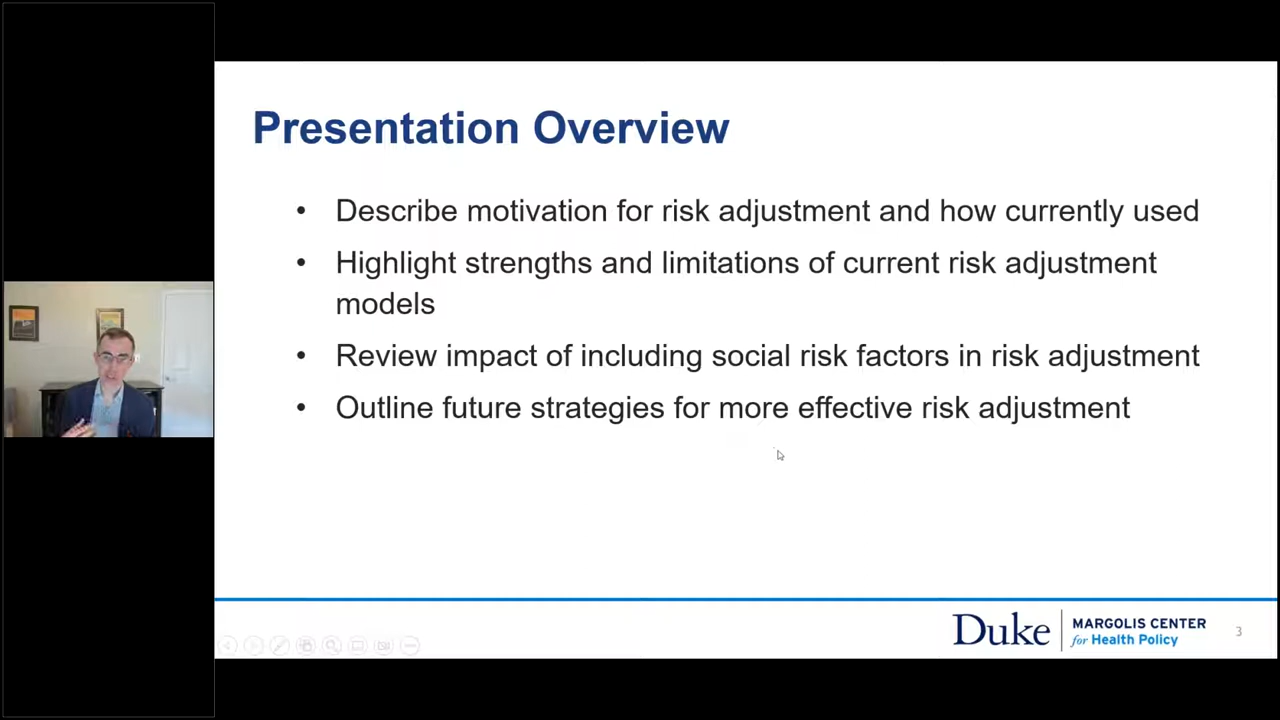 Presentation Overview
• Describe motivation for risk adjustment and how currently used
• Highlight strengths and limitations of current risk adjustment
models
• Review impact of including social risk factors in risk adjustment
• Outline future strategies for more effective risk adjustment
Duke MARGOLIS CENTER
for Health Policy
3